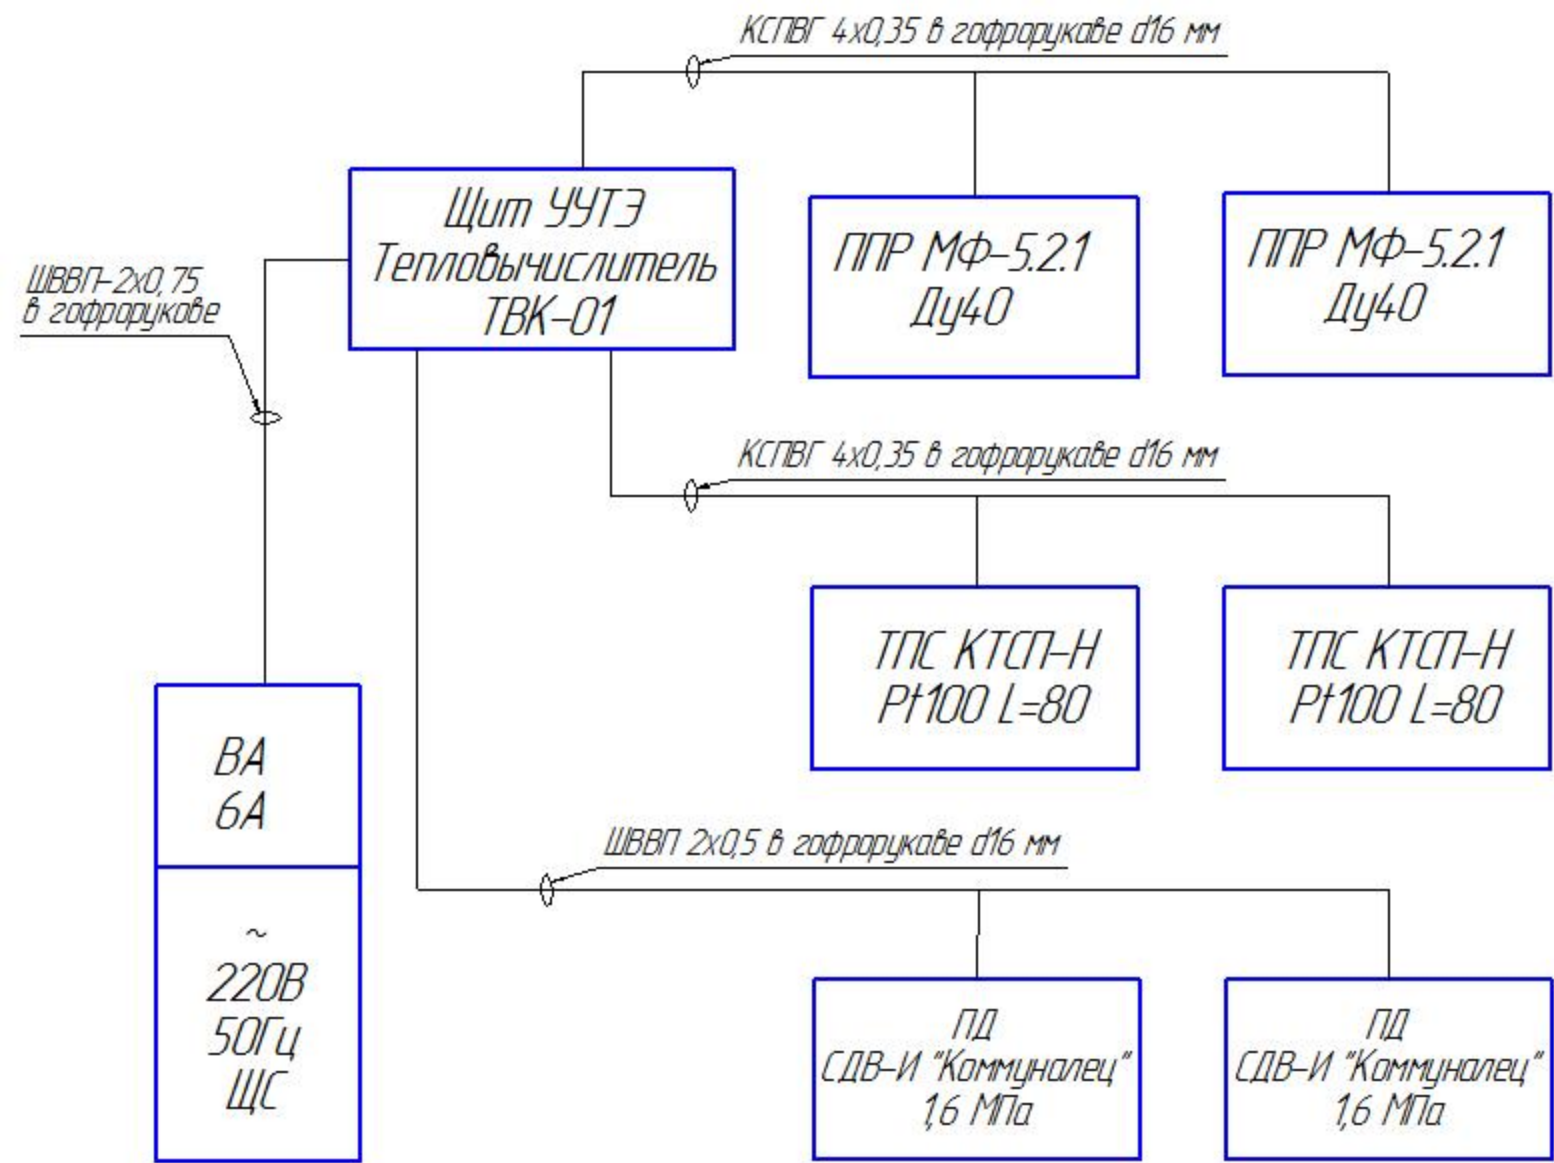 КСПВГ 4х0,35 в гофрорукаве d16 мм
Щит УУТЭ
Тепловычислитель
ТВК-01
ППР МФ-5.2.1
Ду40
ППР МФ-5.2.1
Ду40
ШВВП-2х0,75
в гофрорукаве
КСПВГ 4х0,35 в гофрорукаве d16 мм
ТПС КТСП-Н
Pt100 L=80
ТПС КТСП-Н
Pt100 L=80
ВА
6А
~
220В
50Гц
ЩС
ШВВП 2х0,5 в гофрорукаве d16 мм
ПД
СДВ-И "Коммуналец"
1,6 МПа
ПД
СДВ-И "Коммуналец"
1,6 МПа